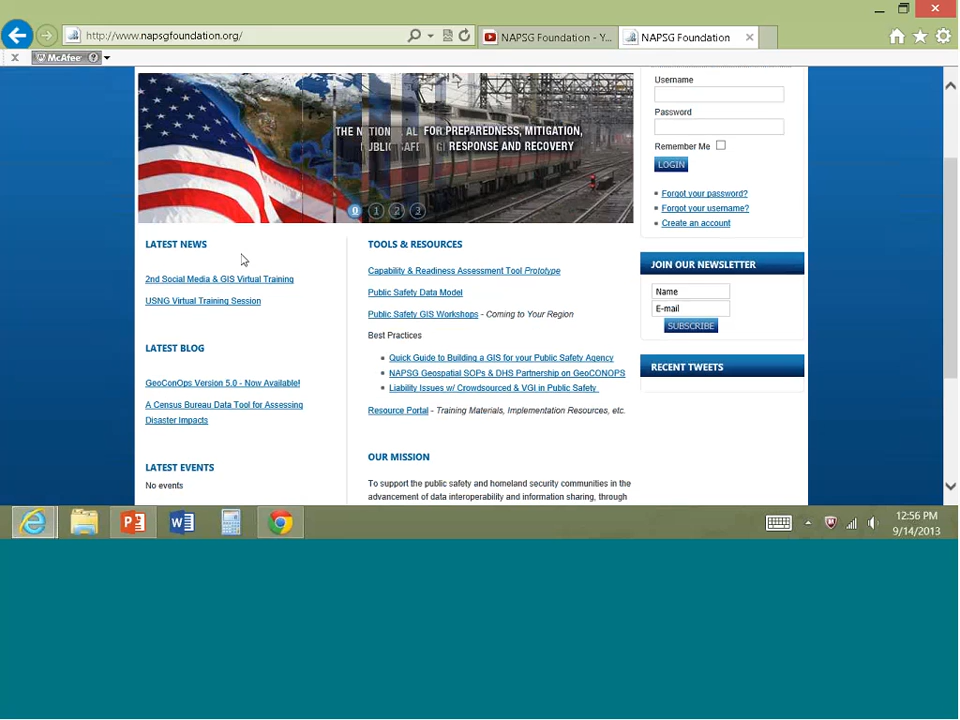 http://www.napsgfoundation.org/
NAPSG Foundation - Y...
NAPSG Foundation
x McAfee
THE NATIONAL AL FOR PREPAREDNESS, MITIGATION,
PUBLIC SAFE GI RESPONSE AND RECOVERY
0 1 2 3
Username
Password
Remember Me
LOGIN
Forgot your password?
Forgot your username?
Create an account
LATEST NEWS
2nd Social Media & GIS Virtual Training
USNG Virtual Training Session
LATEST BLOG
GeoConOps Version 5.0 - Now Available!
A Census Bureau Data Tool for Assessing
Disaster Impacts
LATEST EVENTS
No events
TOOLS & RESOURCES
Capability & Readiness Assessment Tool Prototype
Public Safety Data Model
Public Safety GIS Workshops - Coming to Your Region
Best Practices
Quick Guide to Building a GIS for your Public Safety Agency
NAPSG Geospatial SOPs & DHS Partnership on GeoCONOPS
Liability Issues w/ Crowdsourced & VGI in Public Safety
Resource Portal - Training Materials, Implementation Resources, etc.
OUR MISSION
To support the public safety and homeland security communities in the
advancement of data interoperability and information sharing, through
JOIN OUR NEWSLETTER
Name
E-mail
SUBSCRIBE
RECENT TWEETS
12:56 PM
9/14/2013